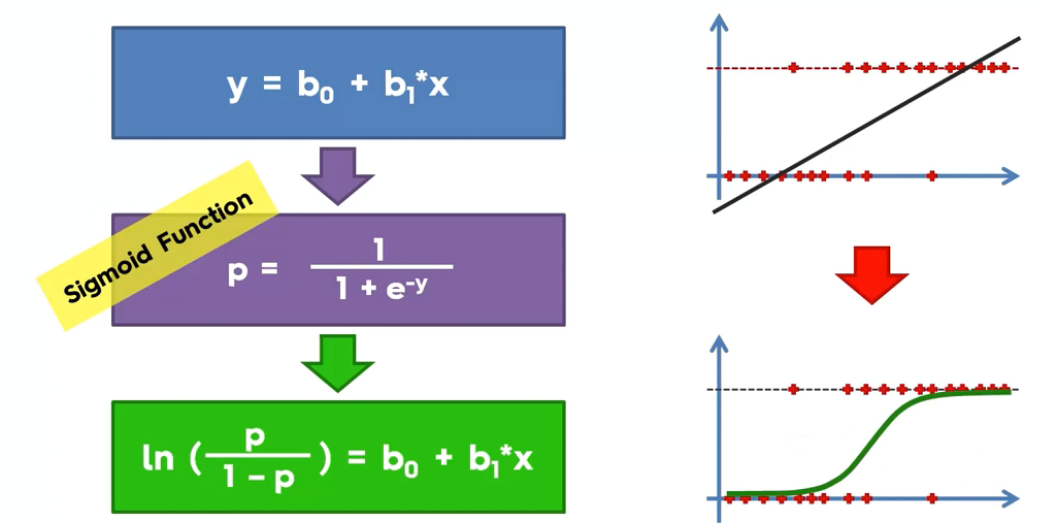 y = b₀ + b₁*x
Sigmoid Function
p = 1 / 1 + e⁻ʸ
ln ( p / 1 – p ) = b₀ + b₁*x